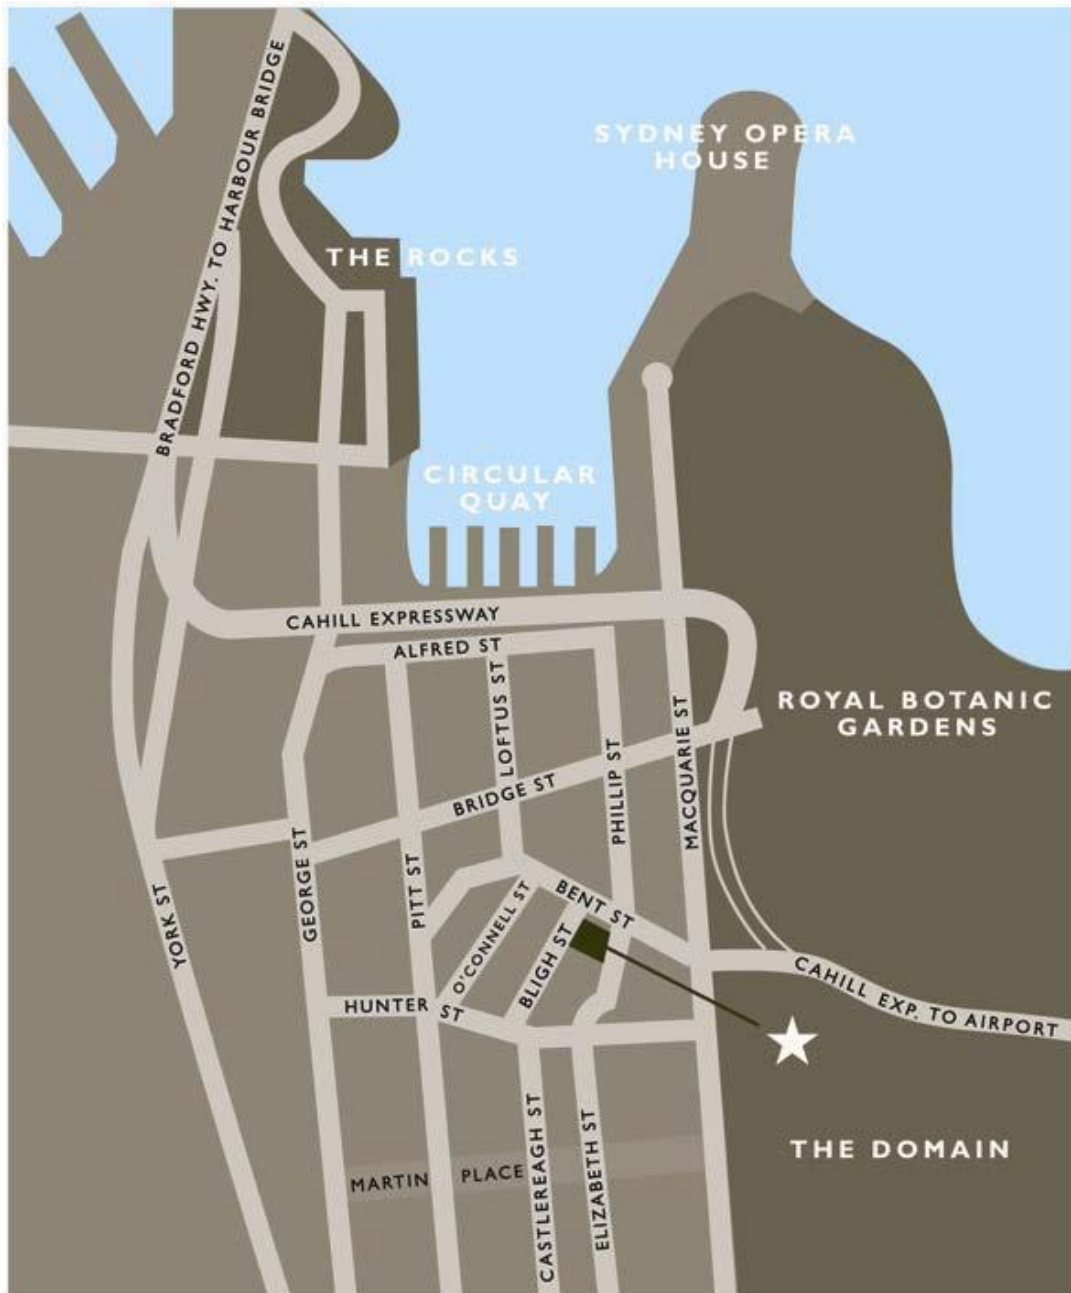 BRADFORD HWY. TO HARBOUR BRIDGE
SYDNEY OPERA
HOUSE
THE ROCKS
CIRCULAR
QUAY
CAHILL EXPRESSWAY
ALFRED ST
LOFTUS ST
ROYAL BOTANIC
GARDENS
MACQUARIE ST
PHILLIP ST
BRIDGE ST
GEORGE ST
PITT ST
YORK ST
BENT ST
O'CONNELL ST
BLIGH ST
HUNTER ST
CAHILL EXP. TO AIRPORT
THE DOMAIN
MARTIN PLACE
CASTLEREAGH ST
ELIZABETH ST